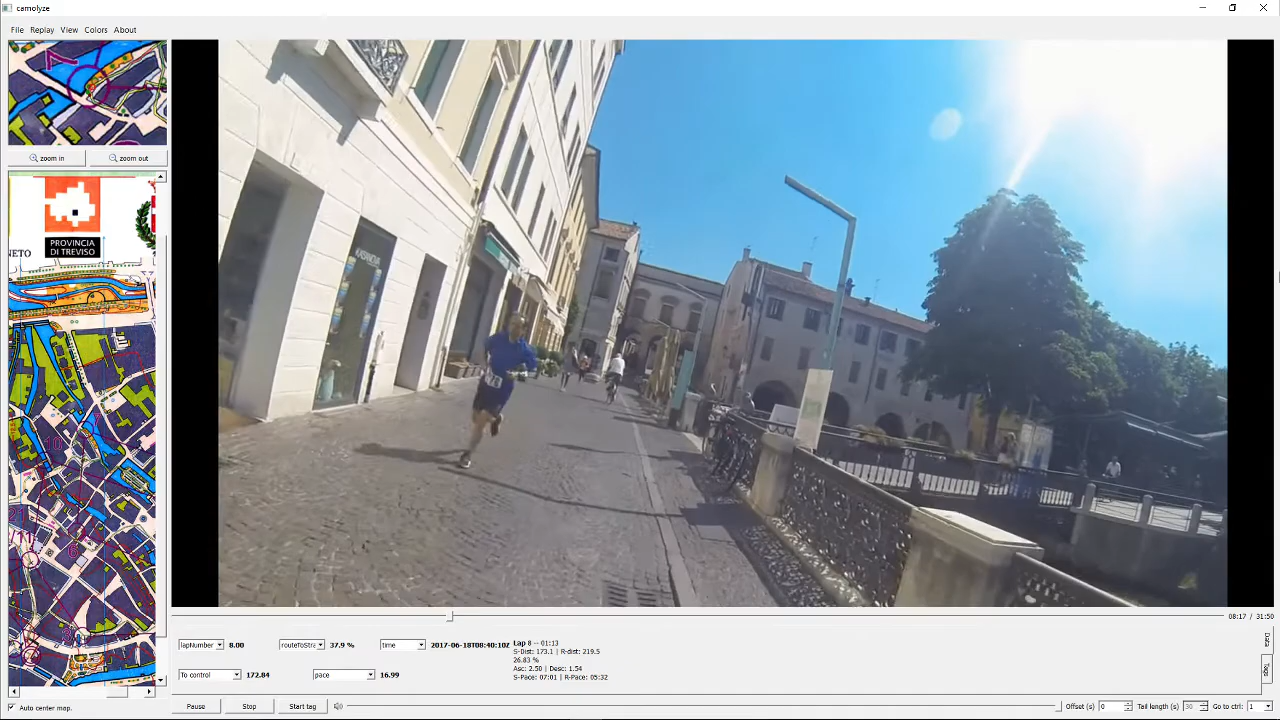 camolyze
File Replay View Colors About
zoom in zoom out
PROVINCIA
DI TREVISO
NETO
10
6
08:17 / 31:50
lapNumber 8.00 routeToStra 37.9 % time 2017-06-18T08:40:10Z
Lap 8 -- 01:13
S-Dist: 173.1 | R-dist: 219.5
26.83 %
Asc: 2.50 | Desc: 1.54
S-Pace: 07:01 | R-Pace: 05:32
To control 172.84 pace 16.99
Data
Tags
Auto center map.
Pause Stop Start tag Offset (s) 0 Tail length (s) 30 Go to ctrl: 1